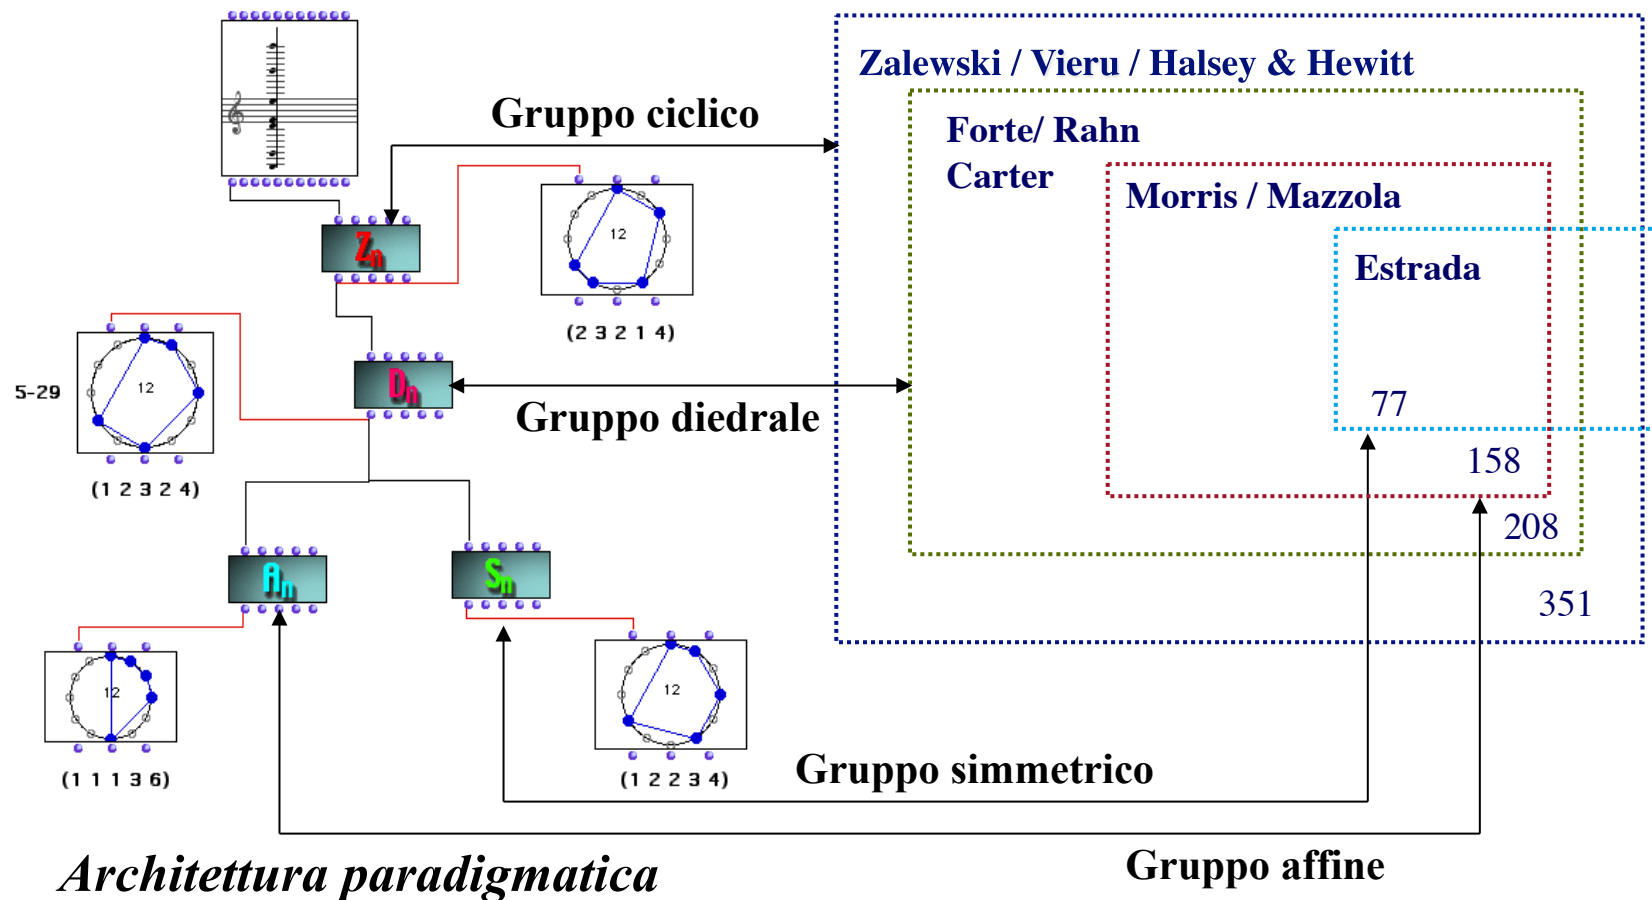 Zalewski / Vieru / Halsey & Hewitt
Gruppo ciclico
Forte/ Rahn
Carter
Morris / Mazzola
Zn
12
Estrada
(2 3 2 1 4)
Dn
12
5-29
Gruppo diedrale
77
158
(1 2 3 2 4)
208
An
Sn
351
12
12
(1 1 1 3 6)
(1 2 2 3 4)
Gruppo simmetrico
Gruppo affine
Architettura paradigmatica